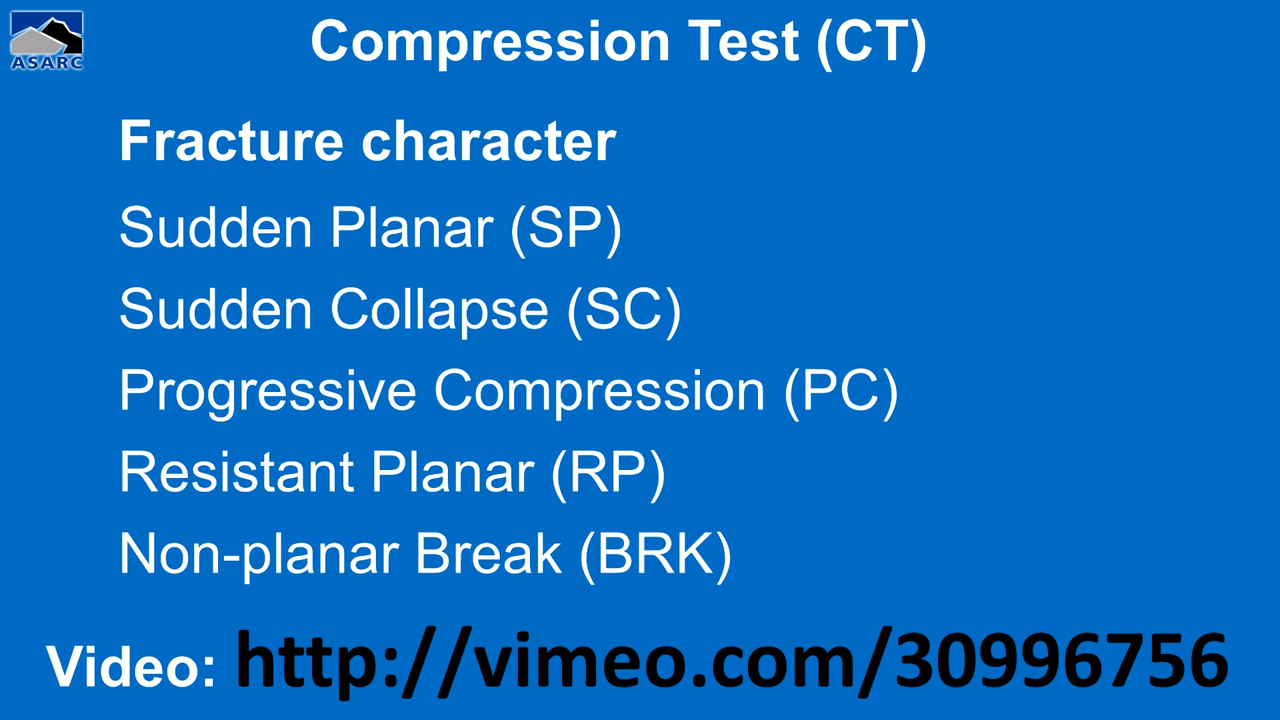 ASARC
Compression Test (CT)
Fracture character
Sudden Planar (SP)
Sudden Collapse (SC)
Progressive Compression (PC)
Resistant Planar (RP)
Non-planar Break (BRK)
Video: http://vimeo.com/30996756